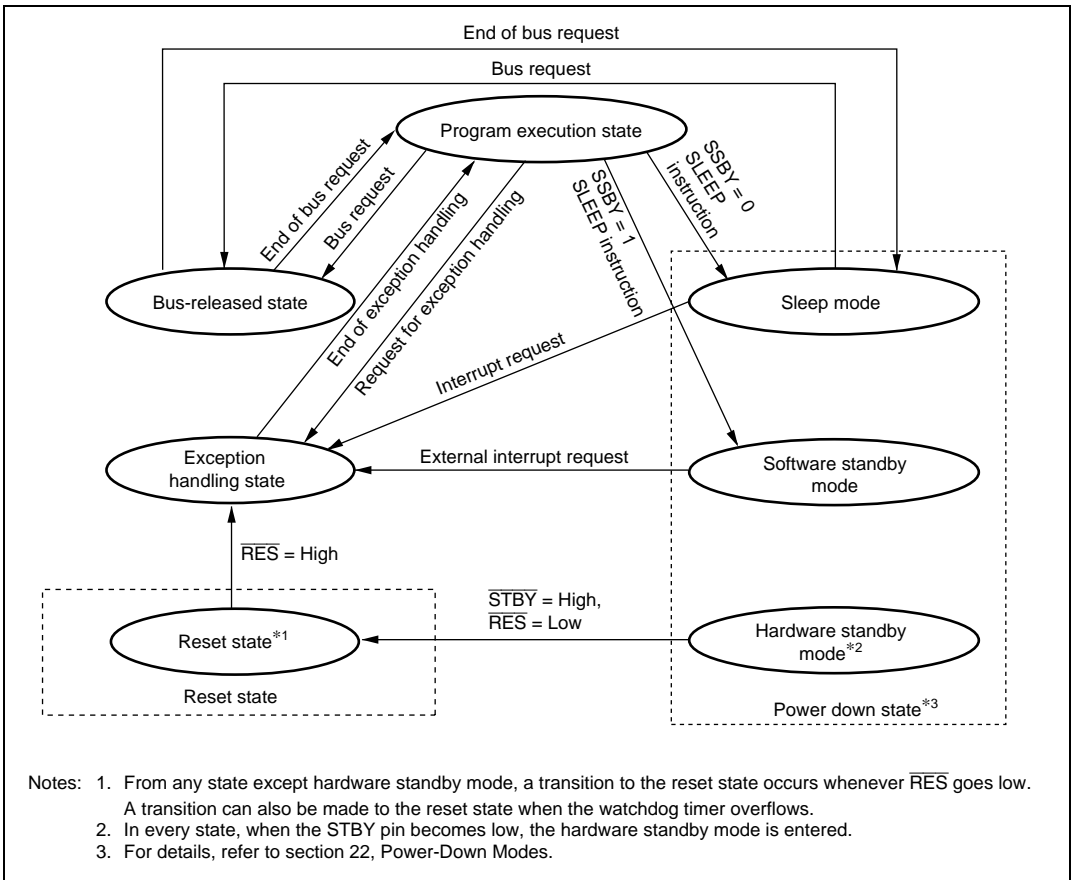 End of bus request
Bus request
Program execution state
End of bus request
Bus request
SSBY = 0
SLEEP
instruction
SSBY = 1
SLEEP instruction
End of exception handling
Request for exception handling
Bus-released state
Sleep mode
Interrupt request
Exception
handling state
External interrupt request
Software standby
mode
R̅E̅S̅ = High
S̅T̅B̅Y̅ = High,
R̅E̅S̅ = Low
Reset state*1
Hardware standby
mode*2
Reset state
Power down state*3
Notes: 1. From any state except hardware standby mode, a transition to the reset state occurs whenever R̅E̅S̅ goes low.
A transition can also be made to the reset state when the watchdog timer overflows.
2. In every state, when the STBY pin becomes low, the hardware standby mode is entered.
3. For details, refer to section 22, Power-Down Modes.